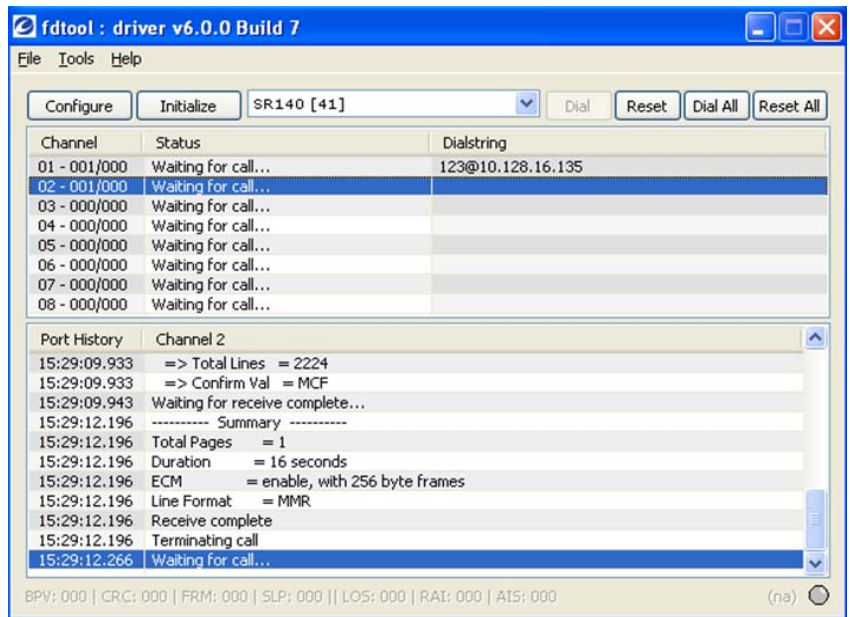 fdtool : driver v6.0.0 Build 7
File Tools Help
Configure Initialize SR140 [41] Dial Reset Dial All Reset All
Channel Status Dialstring
01 - 001/000 Waiting for call... 123@10.128.16.135
02 - 001/000 Waiting for call...
03 - 000/000 Waiting for call...
04 - 000/000 Waiting for call...
05 - 000/000 Waiting for call...
06 - 000/000 Waiting for call...
07 - 000/000 Waiting for call...
08 - 000/000 Waiting for call...
Port History Channel 2
15:29:09.933 => Total Lines = 2224
15:29:09.933 => Confirm Val = MCF
15:29:09.943 Waiting for receive complete...
15:29:12.196 ---------- Summary ----------
15:29:12.196 Total Pages = 1
15:29:12.196 Duration = 16 seconds
15:29:12.196 ECM = enable, with 256 byte frames
15:29:12.196 Line Format = MMR
15:29:12.196 Receive complete
15:29:12.196 Terminating call
15:29:12.266 Waiting for call...
BPV: 000 | CRC: 000 | FRM: 000 | SLP: 000 || LOS: 000 | RAI: 000 | AIS: 000 (na)